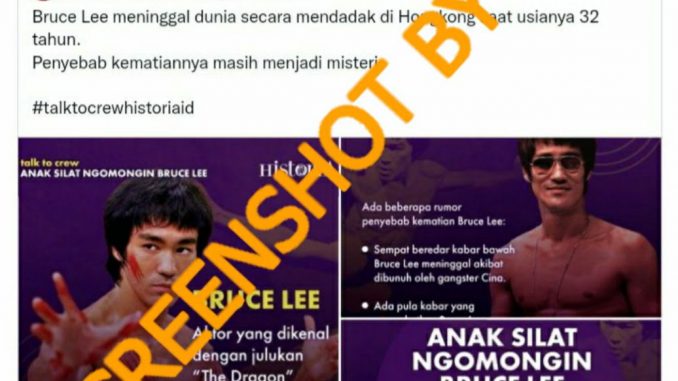 Bruce Lee meninggal dunia secara mendadak di Hongkong saat usianya 32
tahun.
Penyebab kematiannya masih menjadi misteri
#talktocrewhistoriaid
SCREENSHOT BY
talk to crew
ANAK SILAT NGOMONGIN BRUCE LEE
BRUCE LEE
Aktor yang dikenal
dengan julukan
"The Dragon"
Ada beberapa rumor
penyebab kematian Bruce Lee:
Sempat beredar kabar bawah
Bruce Lee meninggal akibat
dibunuh oleh gangster Cina.
Ada pula kabar yang
ANAK SILAT
NGOMONGIN
BRUCE LEE